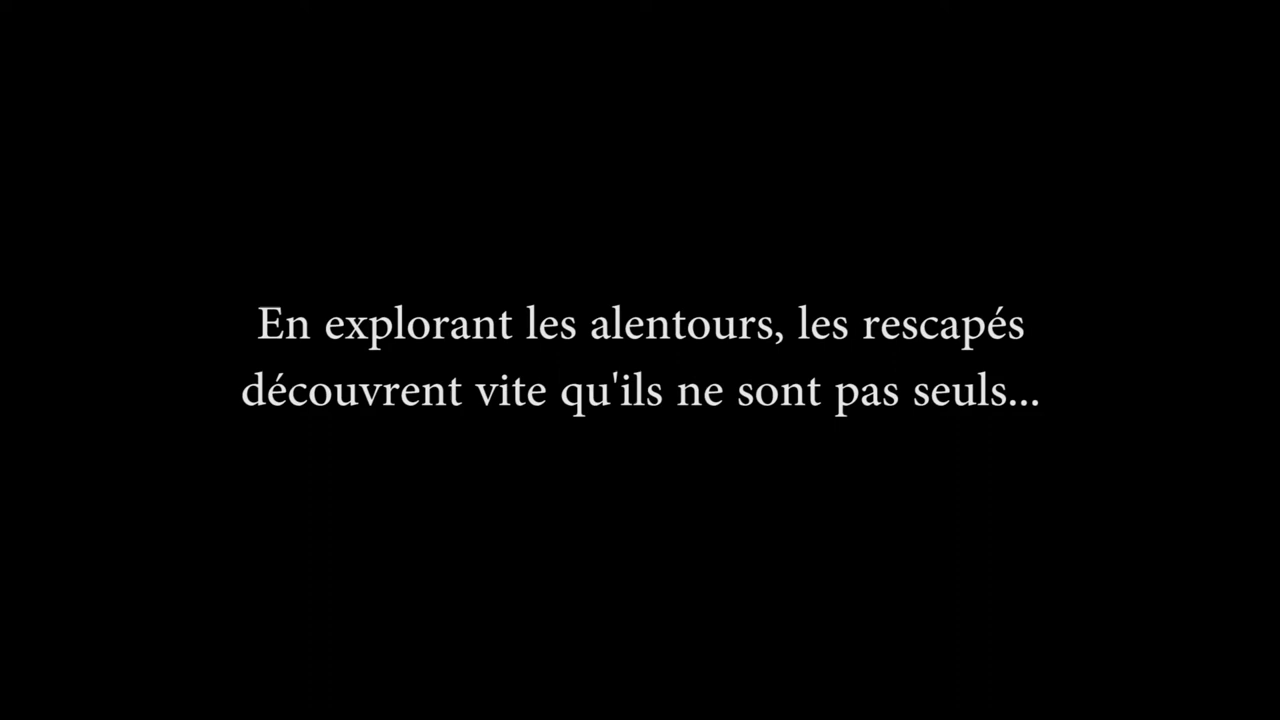 En explorant les alentours, les rescapés
découvrent vite qu'ils ne sont pas seuls...